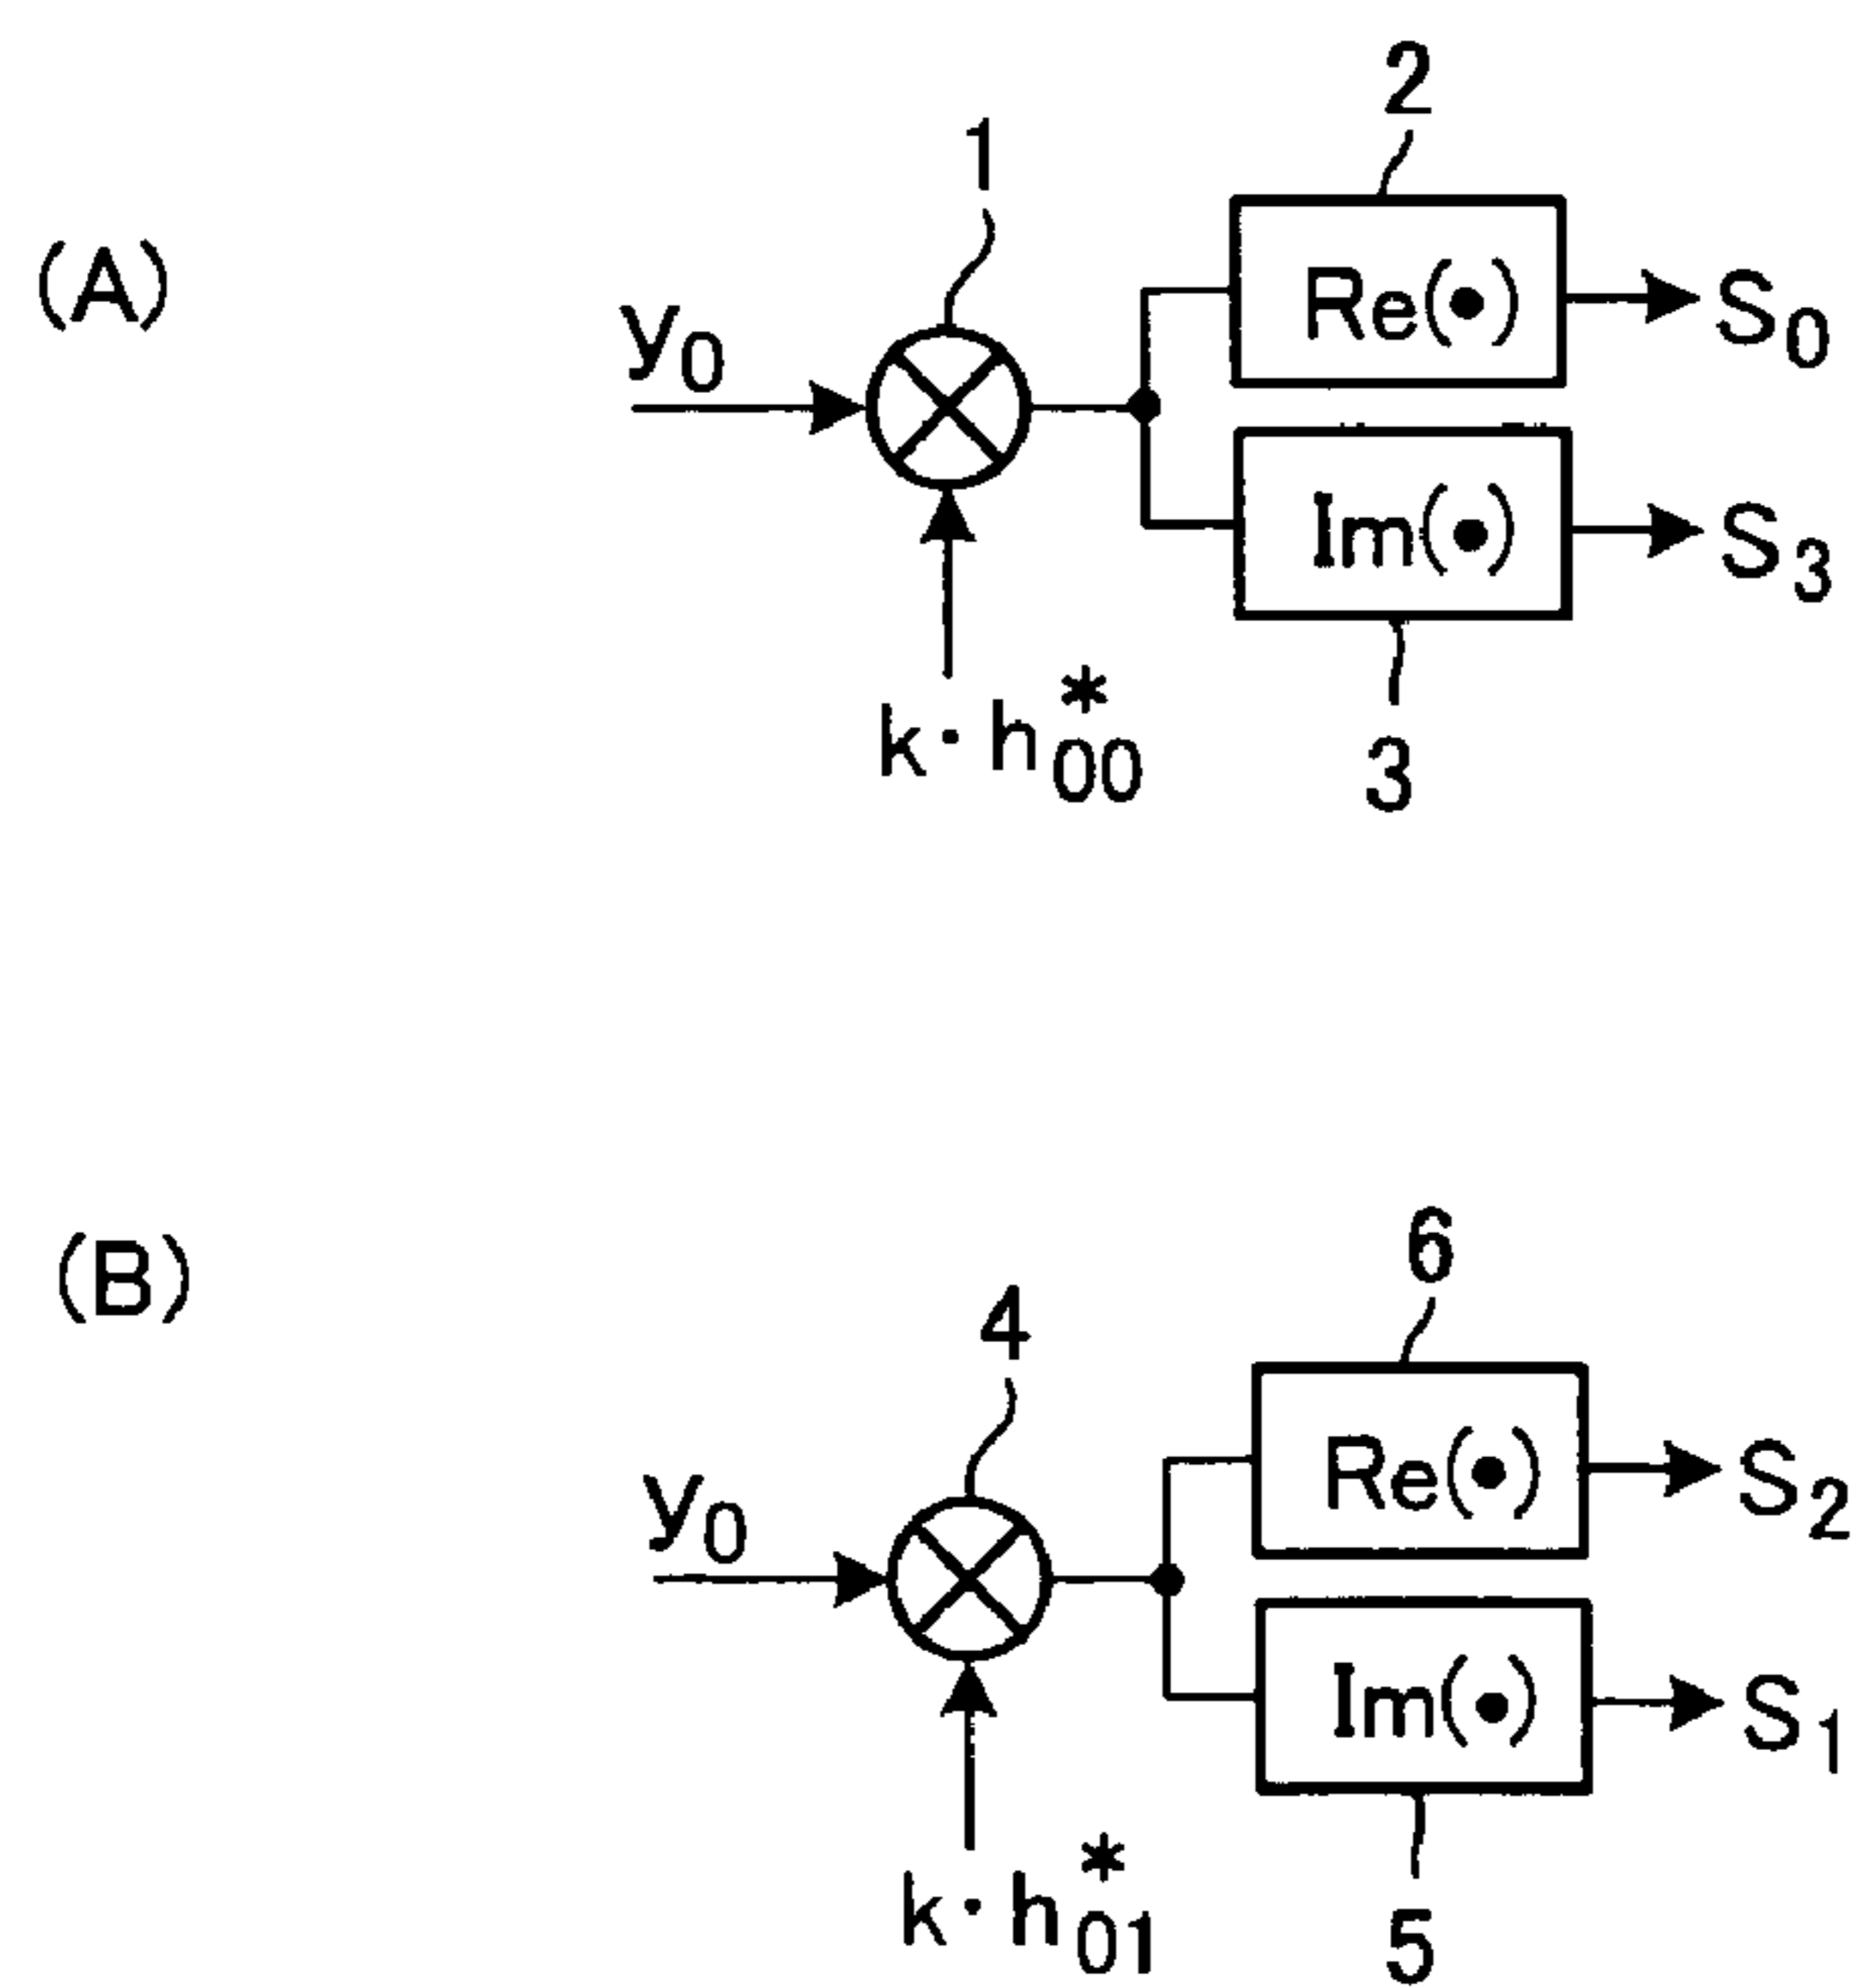 (A)
1
2
y0
Re(•)
S0
Im(•)
S3
k·h*00
3
(B)
4
6
y0
Re(•)
S2
Im(•)
S1
k·h*01
5